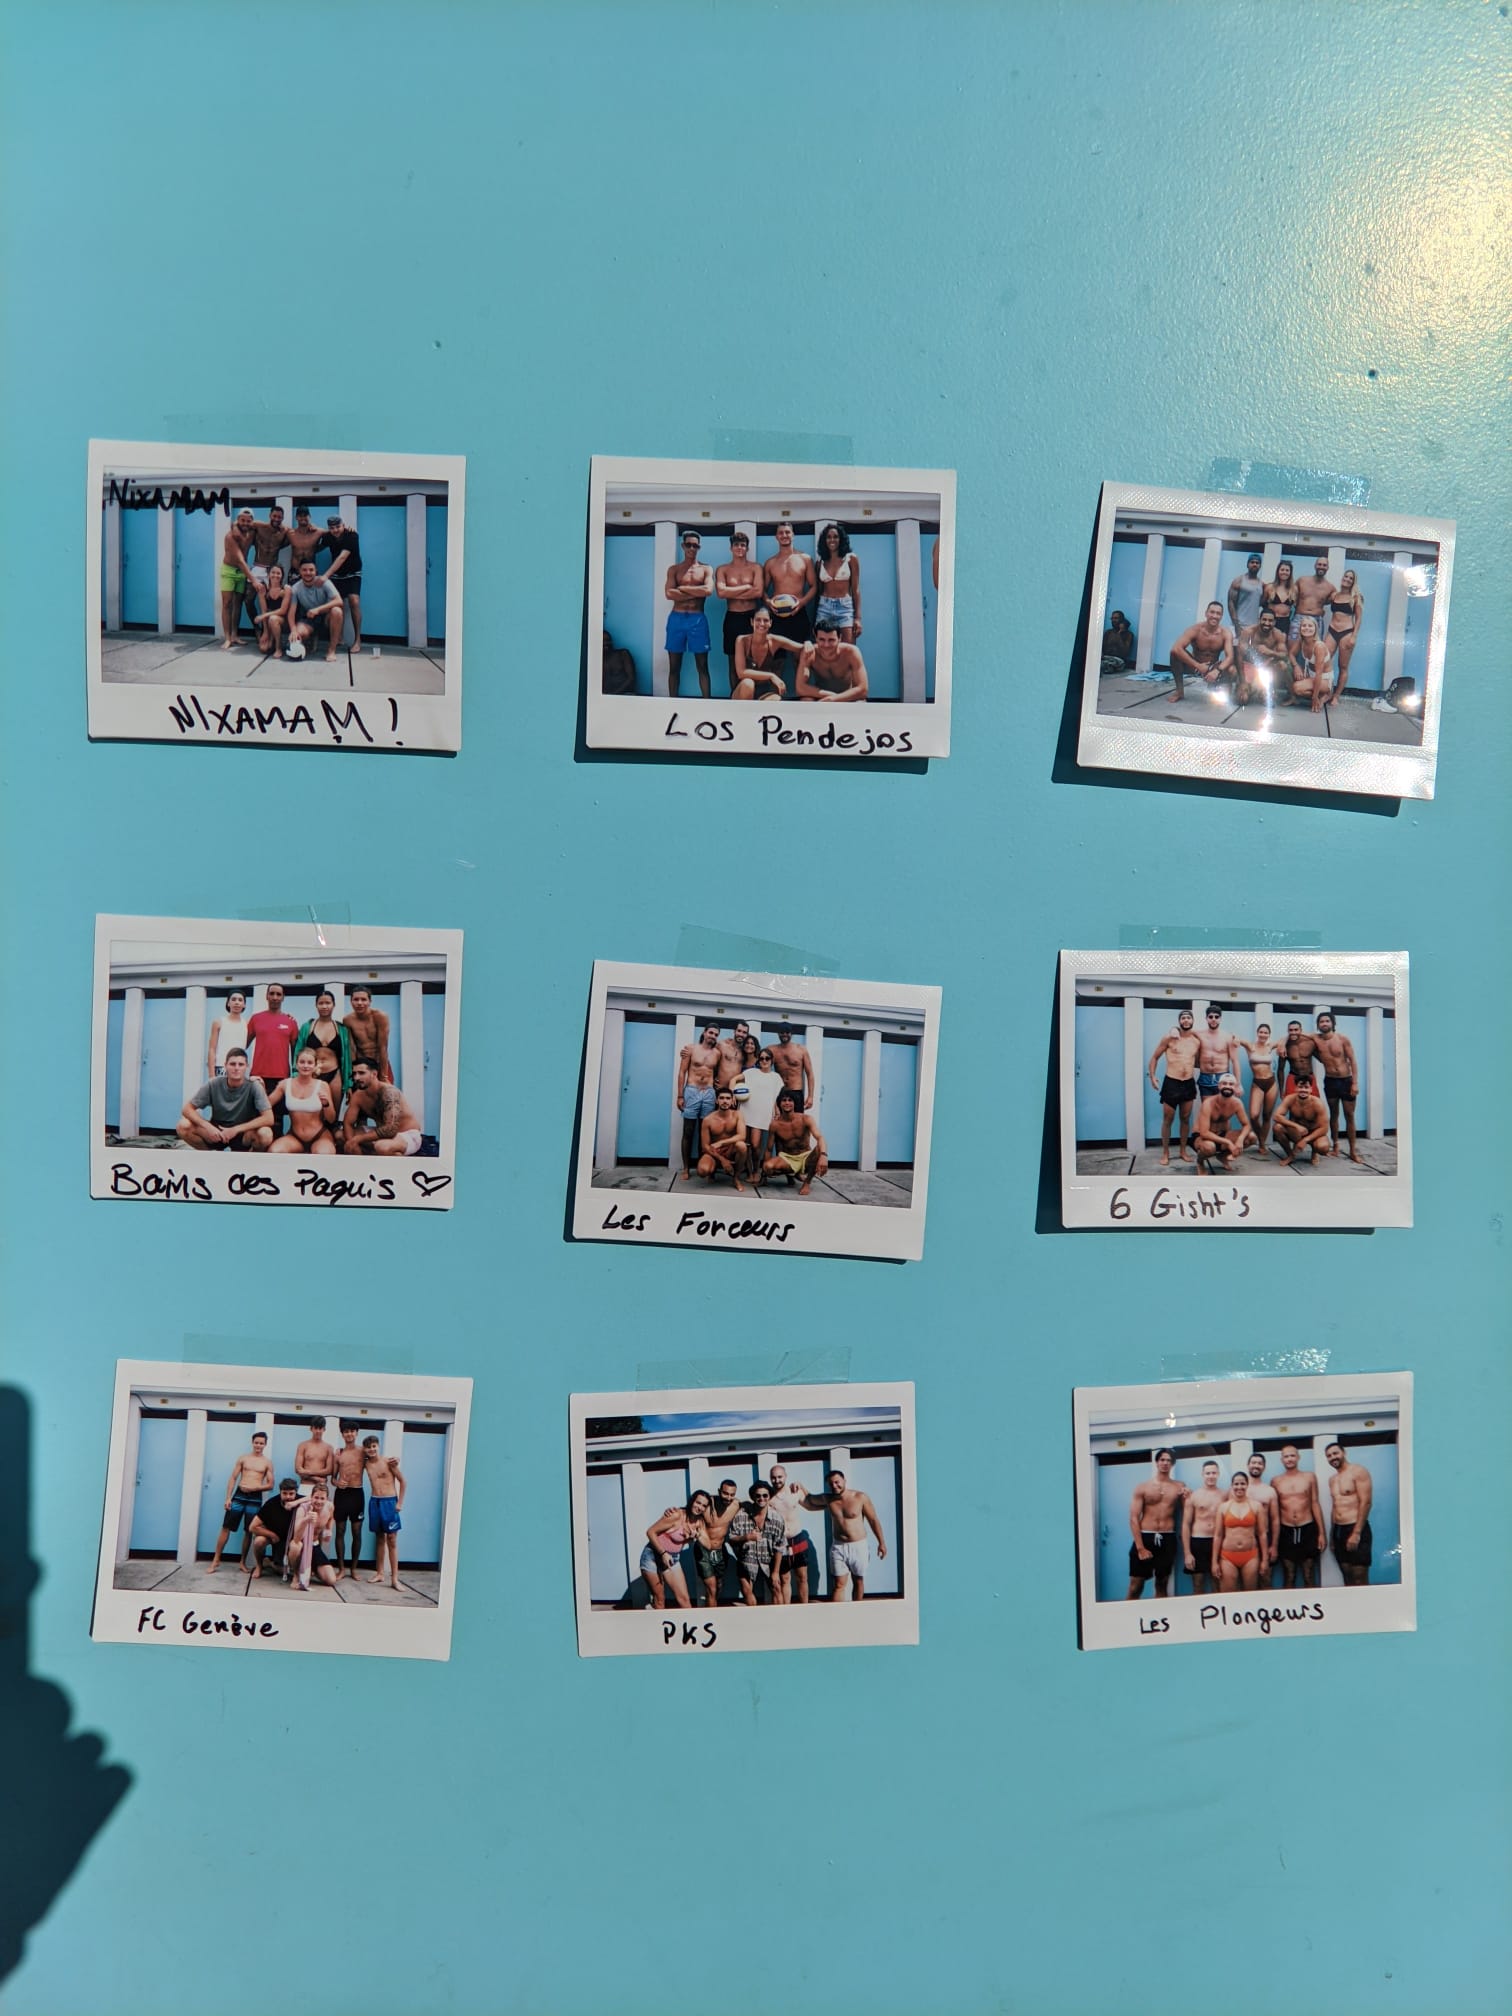 NixAMAM
NIXAMAM!
Los Pendejos
Bains des Paquis ♡
Les Forceurs
6 Gisht's
FC Genève
PKS
Les Plongeurs